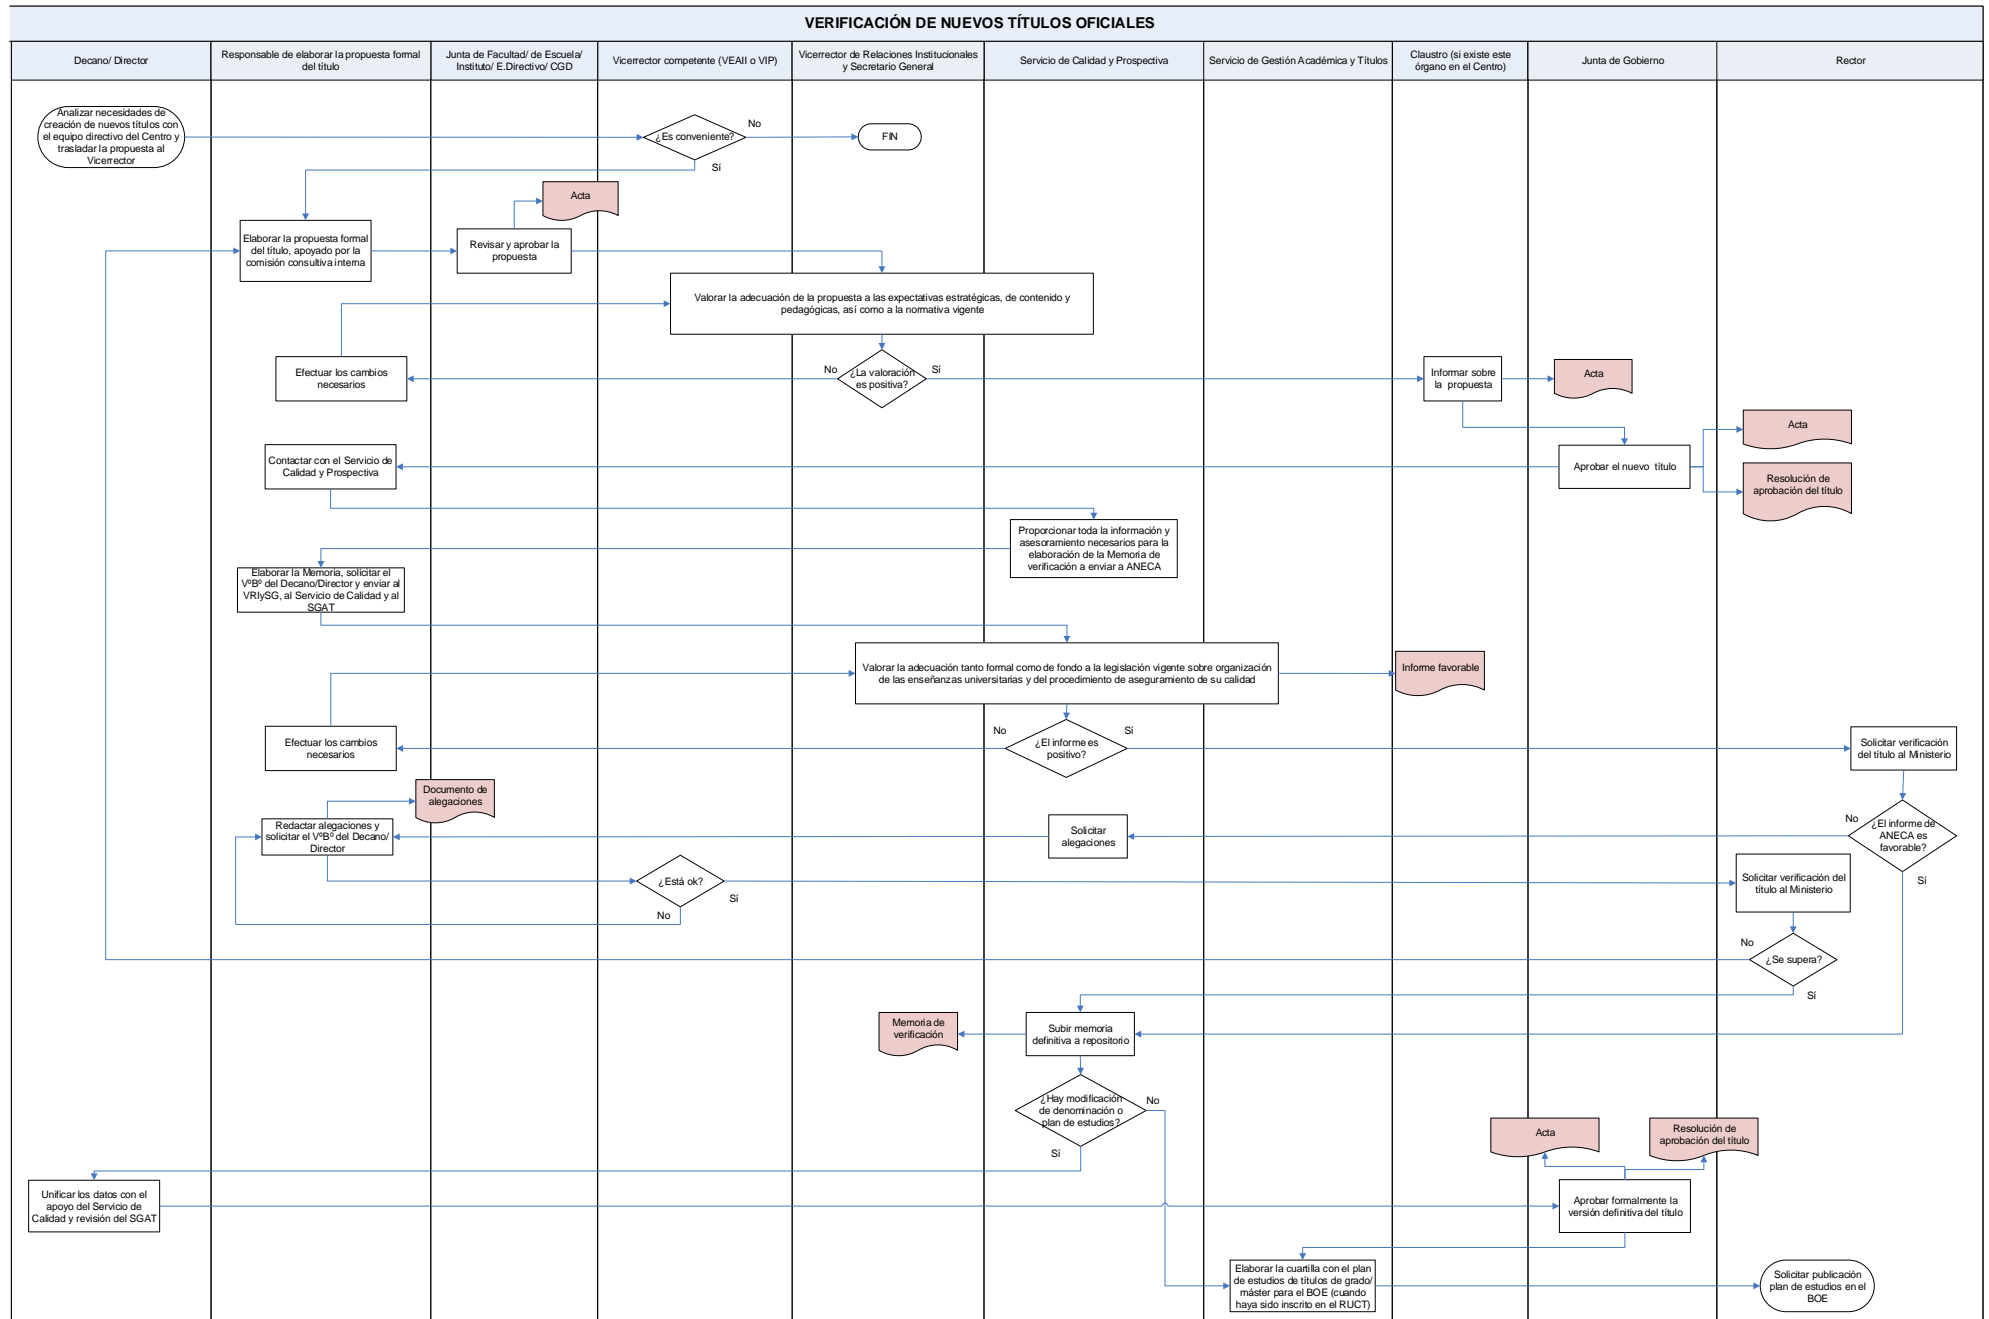 VERIFICACIÓN DE NUEVOS TÍTULOS OFICIALES
Decano/ Director
Responsable de elaborar la propuesta formal
del título
Junta de Facultad/ de Escuela/
Instituto/ E.Directivo/ CGD
Vicerrector competente (VEAII o VIP)
Vicerrector de Relaciones Institucionales
y Secretario General
Servicio de Calidad y Prospectiva
Servicio de Gestión Académica y Títulos
Claustro (si existe este
órgano en el Centro)
Junta de Gobierno
Rector
Analizar necesidades de
creación de nuevos títulos con
el equipo directivo del Centro y
trasladar la propuesta al
Vicerrector
¿Es conveniente?
No
FIN
Sí
Acta
Elaborar la propuesta formal
del título, apoyado por la
comisión consultiva interna
Revisar y aprobar la
propuesta
Valorar la adecuación de la propuesta a las expectativas estratégicas, de contenido y
pedagógicas, así como a la normativa vigente
Efectuar los cambios
necesarios
No
¿La valoración
es positiva?
Sí
Informar sobre
la propuesta
Acta
Acta
Contactar con el Servicio de
Calidad y Prospectiva
Aprobar el nuevo título
Resolución de
aprobación del título
Proporcionar toda la información y
asesoramiento necesarios para la
elaboración de la Memoria de
verificación a enviar a ANECA
Elaborar la Memoria, solicitar el
VºBº del Decano/Director y enviar al
VRIySG, al Servicio de Calidad y al
SGAT
Valorar la adecuación tanto formal como de fondo a la legislación vigente sobre organización
de las enseñanzas universitarias y del procedimiento de aseguramiento de su calidad
Informe favorable
Efectuar los cambios
necesarios
No
¿El informe es
positivo?
Sí
Solicitar verificación
del título al Ministerio
Documento de
alegaciones
Redactar alegaciones y
solicitar el VºBº del Decano/
Director
Solicitar
alegaciones
No
¿El informe de
ANECA es
favorable?
Sí
¿Está ok?
Sí
No
Solicitar verificación del
título al Ministerio
No
¿Se supera?
Sí
Memoria de
verificación
Subir memoria
definitiva a repositorio
¿Hay modificación
de denominación o
plan de estudios?
No
Sí
Acta
Resolución de
aprobación del título
Unificar los datos con el
apoyo del Servicio de
Calidad y revisión del SGAT
Aprobar formalmente la
versión definitiva del título
Elaborar la cuartilla con el plan
de estudios de títulos de grado/
máster para el BOE (cuando
haya sido inscrito en el RUCT)
Solicitar publicación
plan de estudios en el
BOE